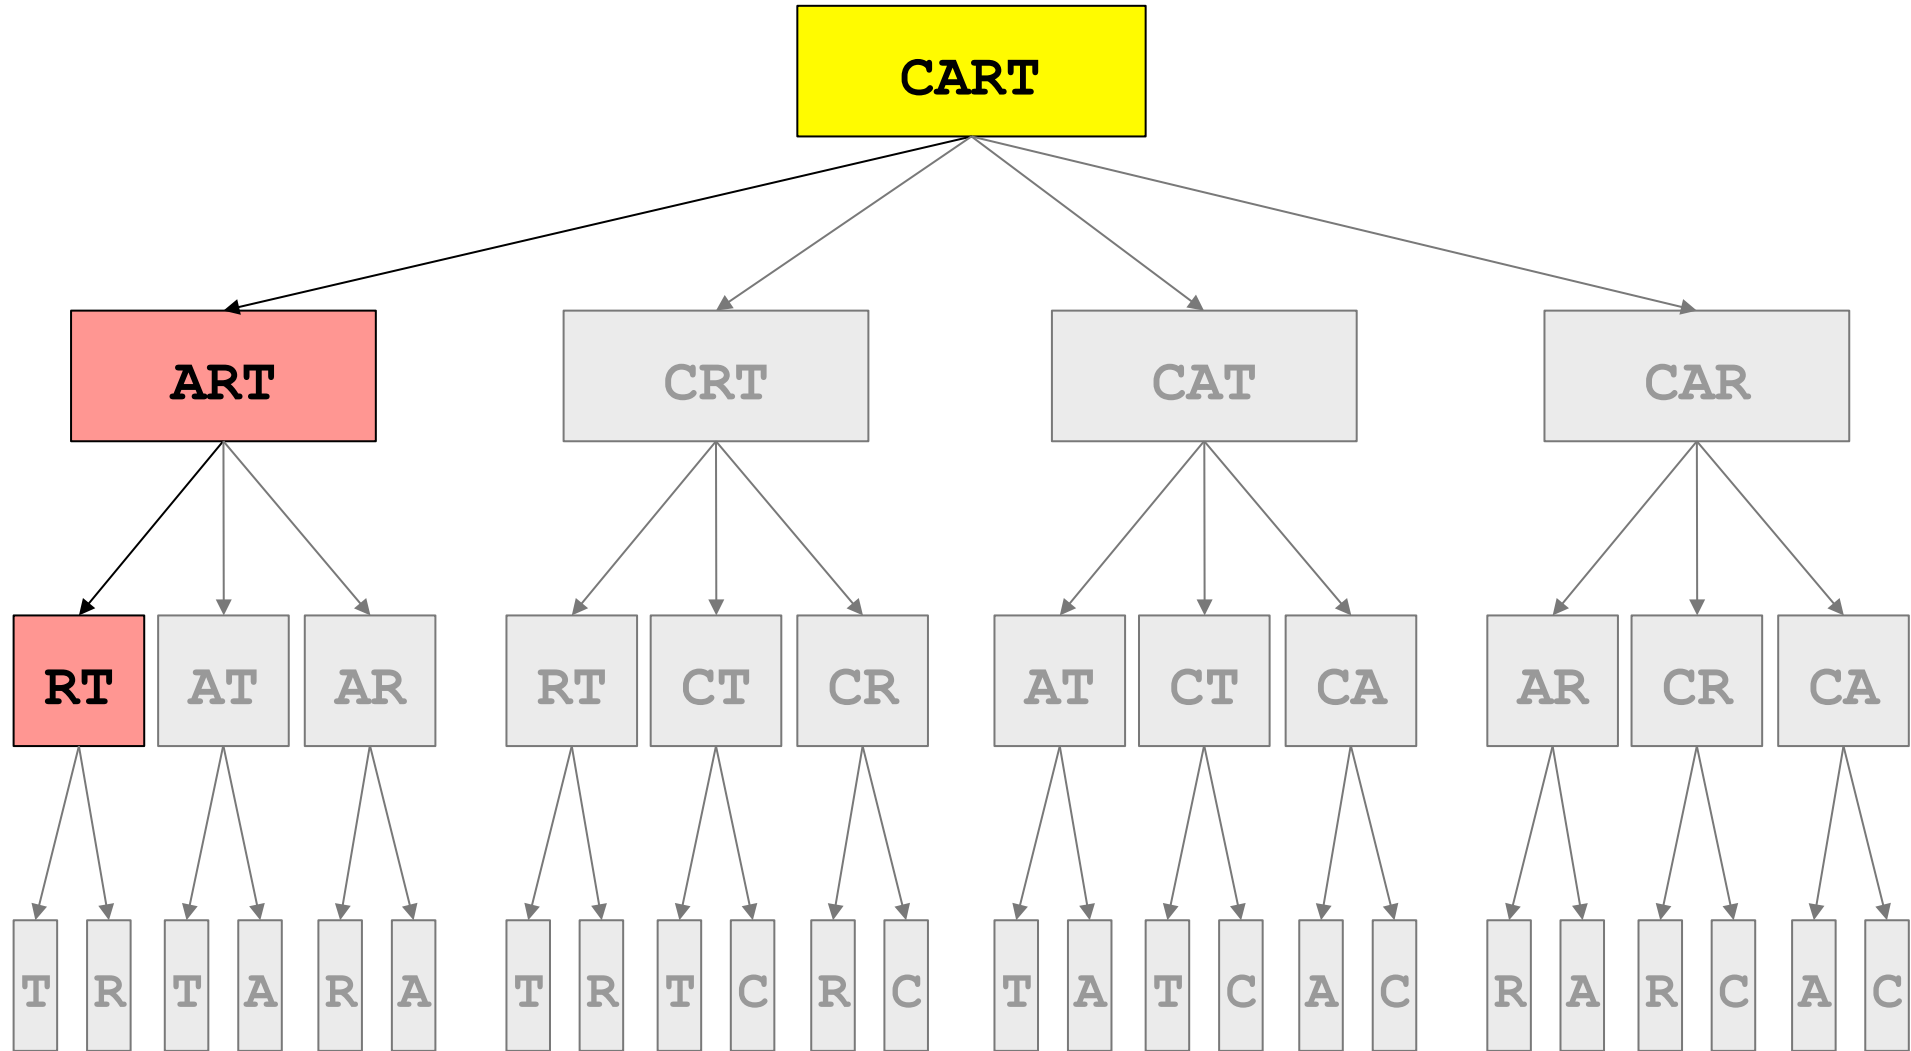 CART
ART CRT CAT CAR
RT AT AR RT CT CR AT CT CA AR CR CA
T R T A R A T R T C R C T A T C A C R A R C A C